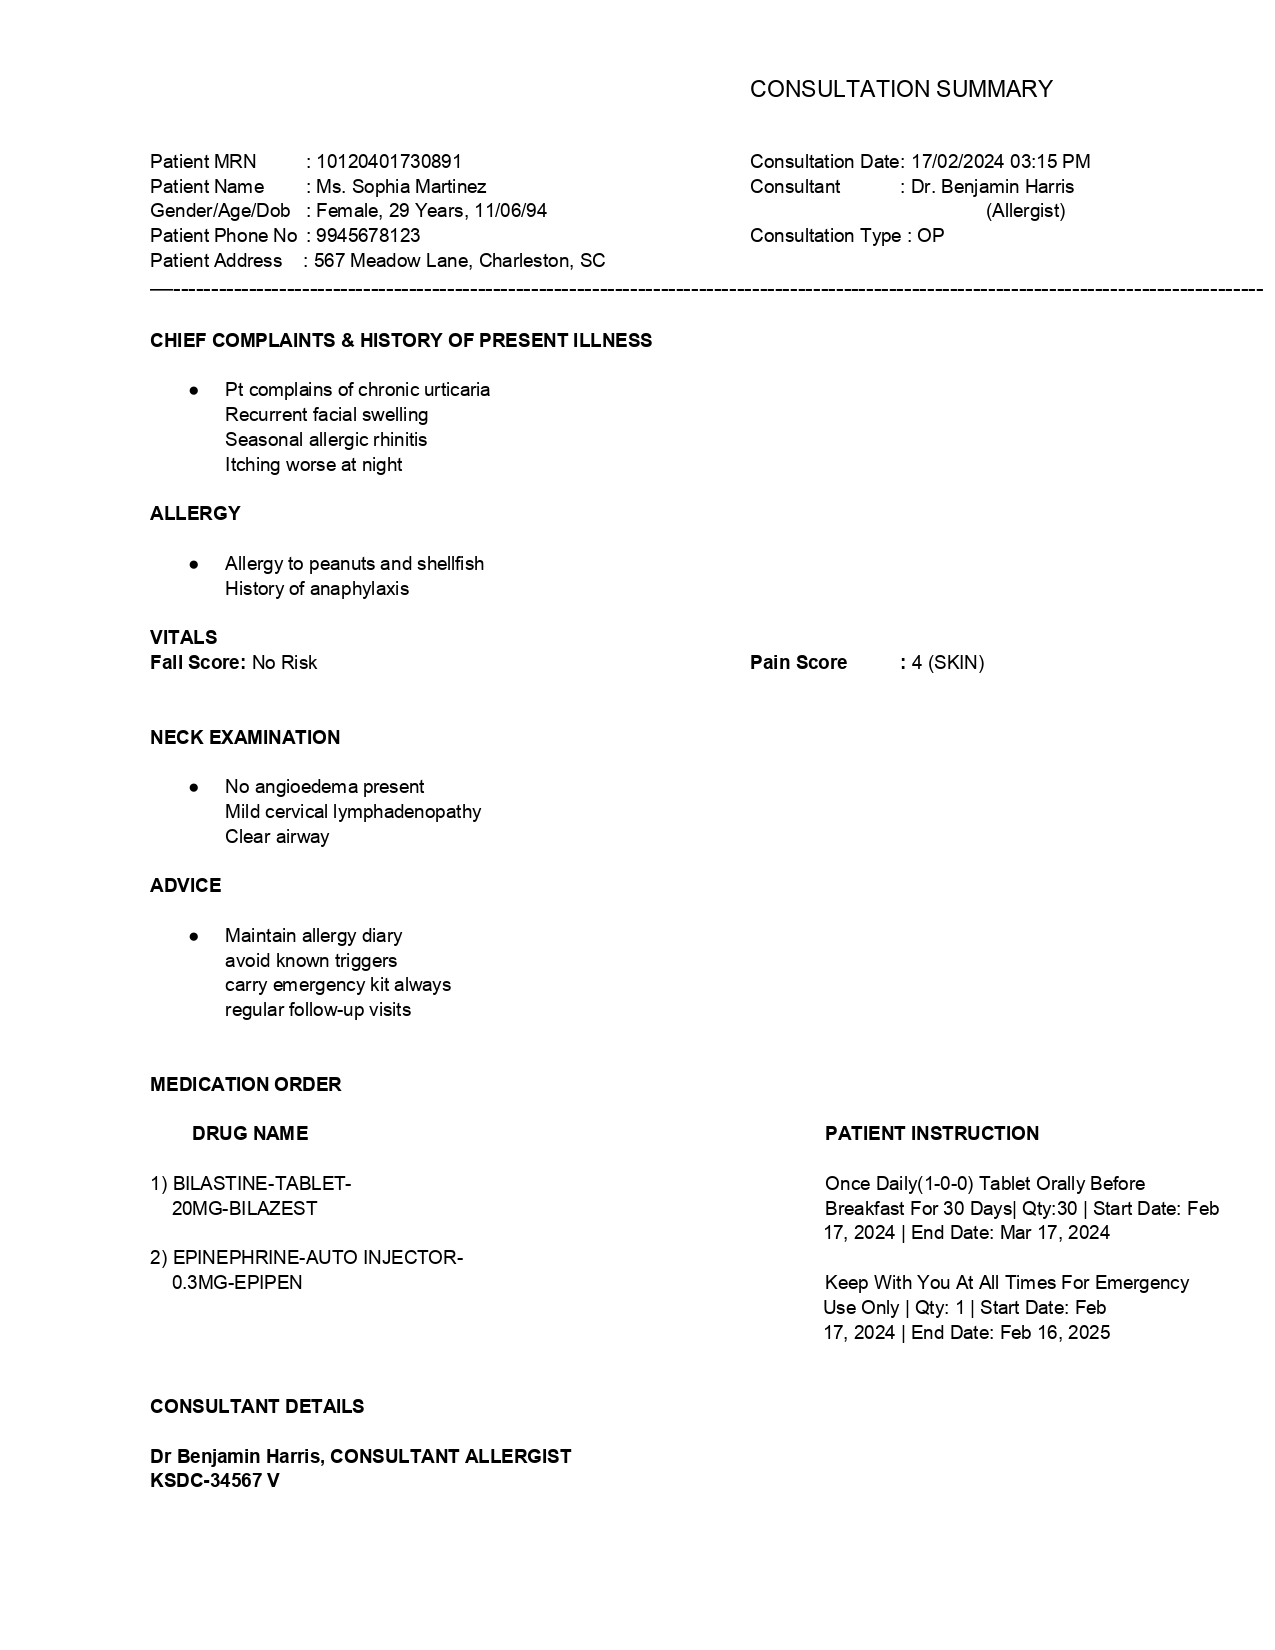 CONSULTATION SUMMARY
Patient MRN : 10120401730891 Consultation Date: 17/02/2024 03:15 PM
Patient Name : Ms. Sophia Martinez Consultant : Dr. Benjamin Harris
Gender/Age/Dob : Female, 29 Years, 11/06/94 (Allergist)
Patient Phone No : 9945678123 Consultation Type : OP
Patient Address : 567 Meadow Lane, Charleston, SC
CHIEF COMPLAINTS & HISTORY OF PRESENT ILLNESS
● Pt complains of chronic urticaria
Recurrent facial swelling
Seasonal allergic rhinitis
Itching worse at night
ALLERGY
● Allergy to peanuts and shellfish
History of anaphylaxis
VITALS
Fall Score: No Risk Pain Score : 4 (SKIN)
NECK EXAMINATION
● No angioedema present
Mild cervical lymphadenopathy
Clear airway
ADVICE
● Maintain allergy diary
avoid known triggers
carry emergency kit always
regular follow-up visits
MEDICATION ORDER
DRUG NAME PATIENT INSTRUCTION
1) BILASTINE-TABLET- Once Daily(1-0-0) Tablet Orally Before
20MG-BILAZEST Breakfast For 30 Days| Qty:30 | Start Date: Feb
17, 2024 | End Date: Mar 17, 2024
2) EPINEPHRINE-AUTO INJECTOR-
0.3MG-EPIPEN Keep With You At All Times For Emergency
Use Only | Qty: 1 | Start Date: Feb
17, 2024 | End Date: Feb 16, 2025
CONSULTANT DETAILS
Dr Benjamin Harris, CONSULTANT ALLERGIST
KSDC-34567 V